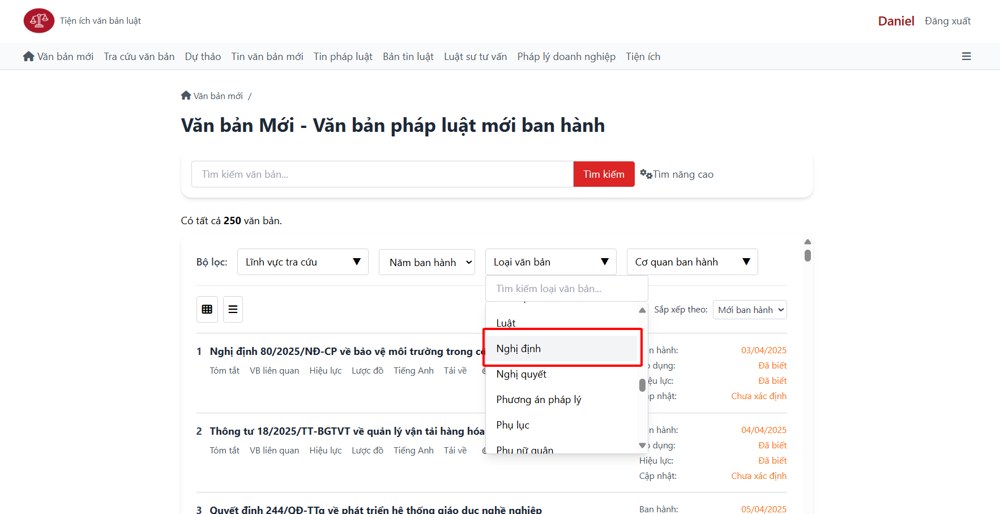 Tiện ích văn bản luật
Daniel Đăng xuất
Văn bản mới Tra cứu văn bản Dự thảo Tin văn bản mới Tin pháp luật Bản tin luật Luật sư tư vấn Pháp lý doanh nghiệp Tiện ích
Văn bản mới /
Văn bản Mới - Văn bản pháp luật mới ban hành
Tìm kiếm văn bản... Tìm kiếm Tìm năng cao
Có tất cả 250 văn bản.
Bộ lọc: Lĩnh vực tra cứu Năm ban hành Loại văn bản Cơ quan ban hành
Tìm kiếm loại văn bản...
Sắp xếp theo: Mới ban hành
Luật
Nghị định
Nghị quyết
Phương án pháp lý
Phụ lục
Phụ nữ quân
1 Nghị định 80/2025/NĐ-CP về bảo vệ môi trường trong
Tóm tắt VB liên quan Hiệu lực Lược đồ Tiếng Anh Tải về
hành: 03/04/2025
dụng: Đã biết
lực: Đã biết
nhật: Chưa xác định
2 Thông tư 18/2025/TT-BGTVT về quản lý vận tải hàng hóa
Tóm tắt VB liên quan Hiệu lực Lược đồ Tiếng Anh Tải về
hành: 04/04/2025
dụng: Đã biết
Hiệu lực: Đã biết
Cập nhật: Chưa xác định
3 Quyết định 244/QĐ-TTg về phát triển hệ thống giáo dục nghề nghiệp
Ban hành: 05/04/2025